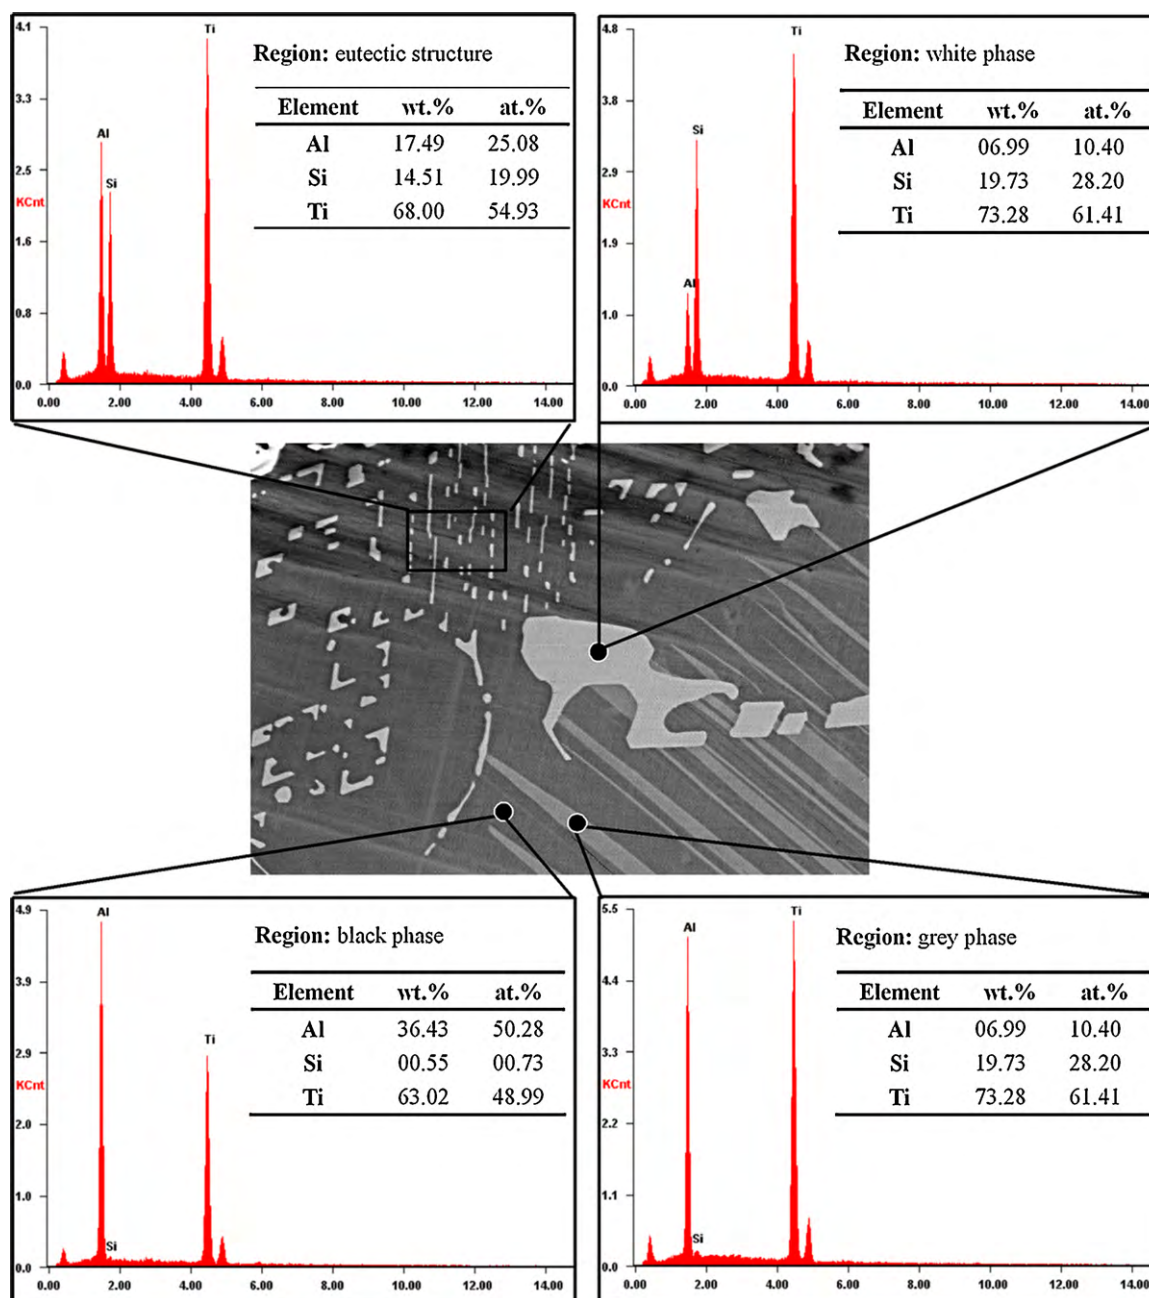 4.1
3.3
2.5
KCnt
1.6
0.8
0.0
0.00 2.00 4.00 6.00 8.00 10.00 12.00 14.00
Al
Si
Ti
Region: eutectic structure
Element wt.% at.%
Al 17.49 25.08
Si 14.51 19.99
Ti 68.00 54.93
4.8
3.8
2.9
KCnt
1.9
1.0
0.0
0.00 2.00 4.00 6.00 8.00 10.00 12.00 14.00
Al
Si
Ti
Region: white phase
Element wt.% at.%
Al 06.99 10.40
Si 19.73 28.20
Ti 73.28 61.41
4.9
3.9
2.9
KCnt
2.0
1.0
0.0
0.00 2.00 4.00 6.00 8.00 10.00 12.00 14.00
Al
Si
Ti
Region: black phase
Element wt.% at.%
Al 36.43 50.28
Si 00.55 00.73
Ti 63.02 48.99
5.5
4.4
3.3
KCnt
2.2
1.1
0.0
0.00 2.00 4.00 6.00 8.00 10.00 12.00 14.00
Al
Si
Ti
Region: grey phase
Element wt.% at.%
Al 06.99 10.40
Si 19.73 28.20
Ti 73.28 61.41